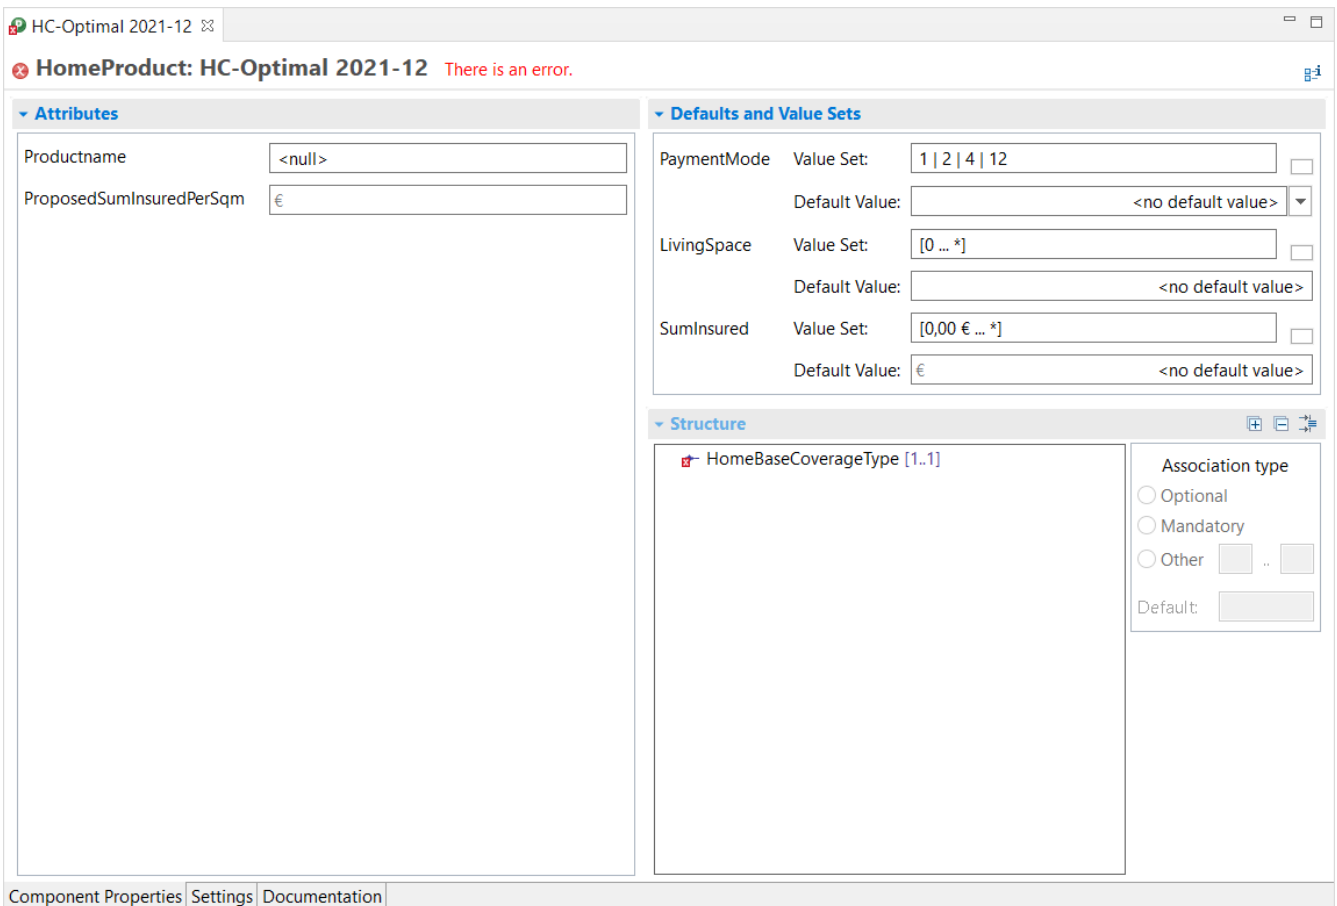 HC-Optimal 2021-12
HomeProduct: HC-Optimal 2021-12 There is an error.
Attributes
Productname <null>
ProposedSumInsuredPerSqm €
Defaults and Value Sets
PaymentMode Value Set: 1 | 2 | 4 | 12
Default Value: <no default value>
LivingSpace Value Set: [0 ... *]
Default Value: <no default value>
SumInsured Value Set: [0,00 € ... *]
Default Value: € <no default value>
Structure
HomeBaseCoverageType [1..1]
Association type
Optional
Mandatory
Other ..
Default:
Component Properties Settings Documentation